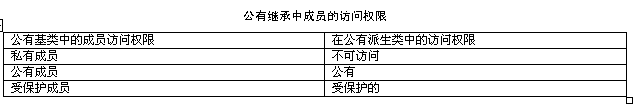 公有继承中成员的访问权限
公有基类中的成员访问权限 在公有派生类中的访问权限
私有成员 不可访问
公有成员 公有
受保护成员 受保护的